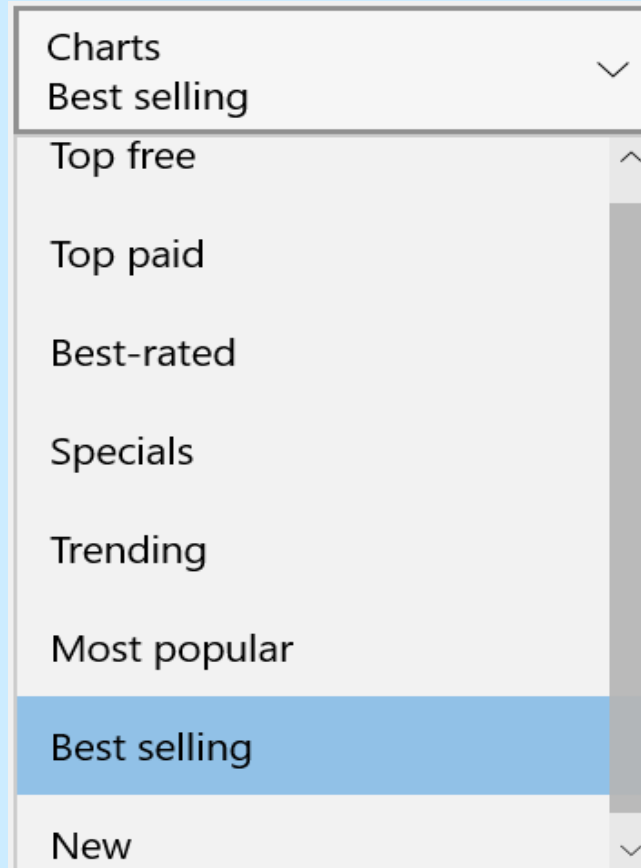 Charts
Best selling
Top free
Top paid
Best-rated
Specials
Trending
Most popular
Best selling
New